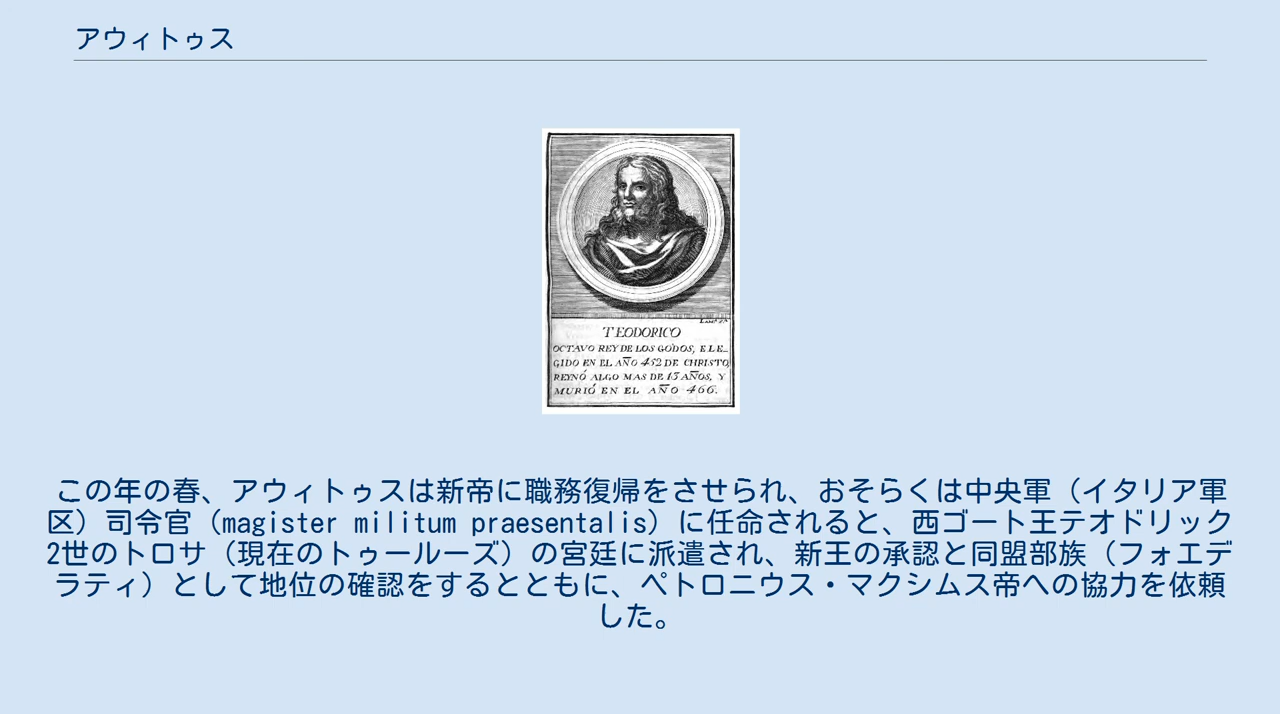 アウィトゥス
TEODORICO
OCTAVO REY DE LOS GODOS, ELE_
GIDO EN EL AÑO 452 DE CHRISTO,
REYNÓ ALGO MAS DE 13 AÑOS, Y
MURIÓ EN EL AÑO 466.
この年の春、アウィトゥスは新帝に職務復帰をさせられ、おそらくは中央軍（イタリア軍
区）司令官（magister militum praesentalis）に任命されると、西ゴート王テオドリック
2世のトロサ（現在のトゥールーズ）の宮廷に派遣され、新王の承認と同盟部族（フォエデ
ラティ）として地位の確認をするとともに、ペトロニウス・マクシムス帝への協力を依頼
した。